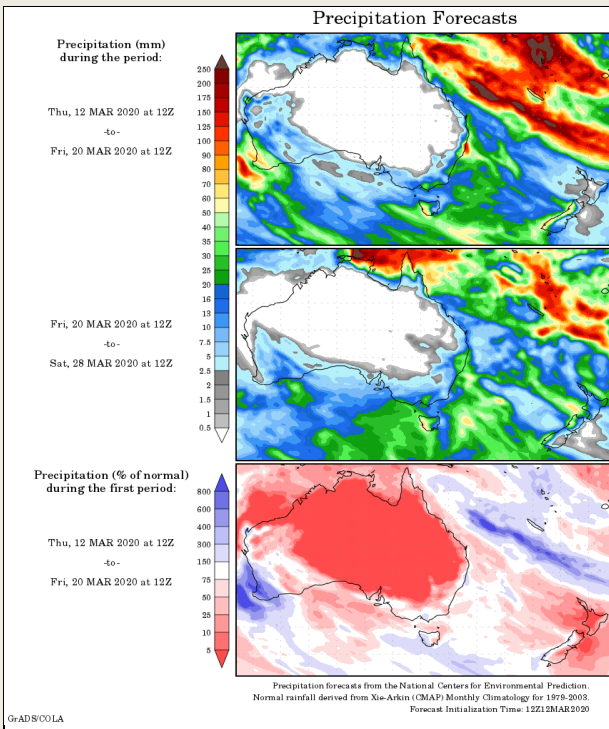 Precipitation Forecasts
Precipitation (mm)
during the period:
Thu, 12 MAR 2020 at 12Z
-to-
Fri, 20 MAR 2020 at 12Z
250
200
175
150
125
100
90
80
70
60
50
40
35
30
25
20
16
13
10
7.5
5
2.5
2
1.5
1
0.5
Fri, 20 MAR 2020 at 12Z
-to-
Sat, 28 MAR 2020 at 12Z
Precipitation (% of normal)
during the first period:
Thu, 12 MAR 2020 at 12Z
-to-
Fri, 20 MAR 2020 at 12Z
800
600
400
300
150
75
50
25
10
5
Precipitation forecasts from the National Centers for Environmental Prediction.
Normal rainfall derived from Xie-Arkin (CMAP) Monthly Climatology for 1979-2003.
Forecast Initialization Time: 12Z12MAR2020
GrADS/COLA